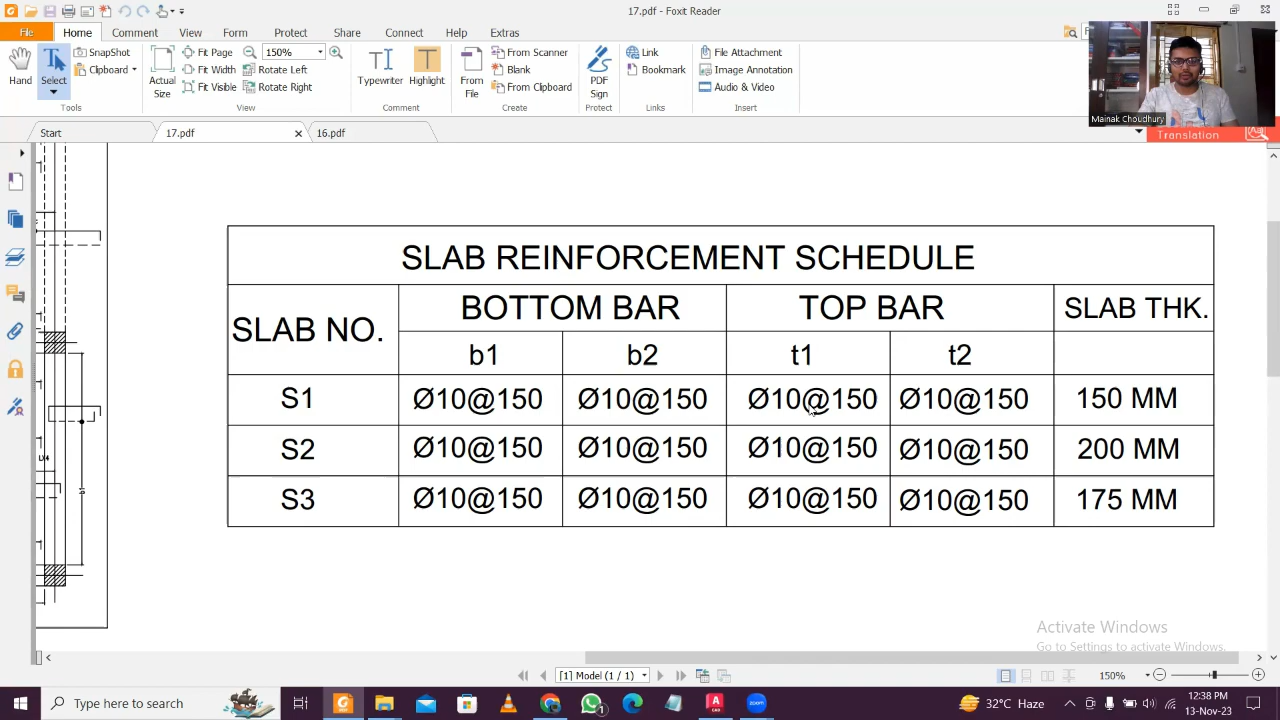 17.pdf - Foxit Reader
File Home Comment View Form Protect Share Connect Help Extras
Hand
Select
SnapShot
Clipboard
Tools
Actual Size
Fit Page
Fit Width
Fit Visible
150%
Rotate Left
Rotate Right
View
Typewriter
Highlight
Comment
From File
From Scanner
Blank
From Clipboard
Create
PDF Sign
Protect
Link
Bookmark
Links
File Attachment
Image Annotation
Audio & Video
Insert
Mainak Choudhury
Translation
Start 17.pdf 16.pdf
SLAB REINFORCEMENT SCHEDULE
SLAB NO. BOTTOM BAR TOP BAR SLAB THK.
b1 b2 t1 t2
S1 Ø10@150 Ø10@150 Ø10@150 Ø10@150 150 MM
S2 Ø10@150 Ø10@150 Ø10@150 Ø10@150 200 MM
S3 Ø10@150 Ø10@150 Ø10@150 Ø10@150 175 MM
Activate Windows
Go to Settings to activate Windows.
[1] Model (1 / 1)
150%
Type here to search
32°C Haze
12:38 PM
13-Nov-23